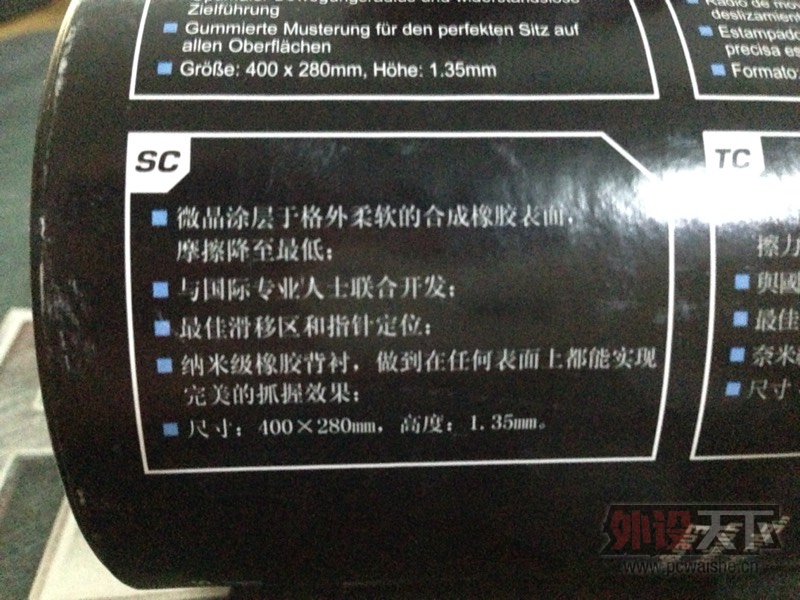 Zielführung
Gummierte Musterung für den perfekten Sitz auf
allen Oberflächen
Größe: 400 x 280mm, Höhe: 1.35mm
Radio de mov
deslizamiento
Estampado
precisa es
Formato:
SC
微晶涂层于格外柔软的合成橡胶表面，
摩擦降至最低；
与国际专业人士联合开发；
最佳滑移区和指针定位；
纳米级橡胶背衬，做到在任何表面上都能实现
完美的抓握效果；
尺寸：400×280mm，高度：1.35mm。
TC
擦力
與國
最佳
奈米
尺寸
外设天下
www.pcwaishe.cn